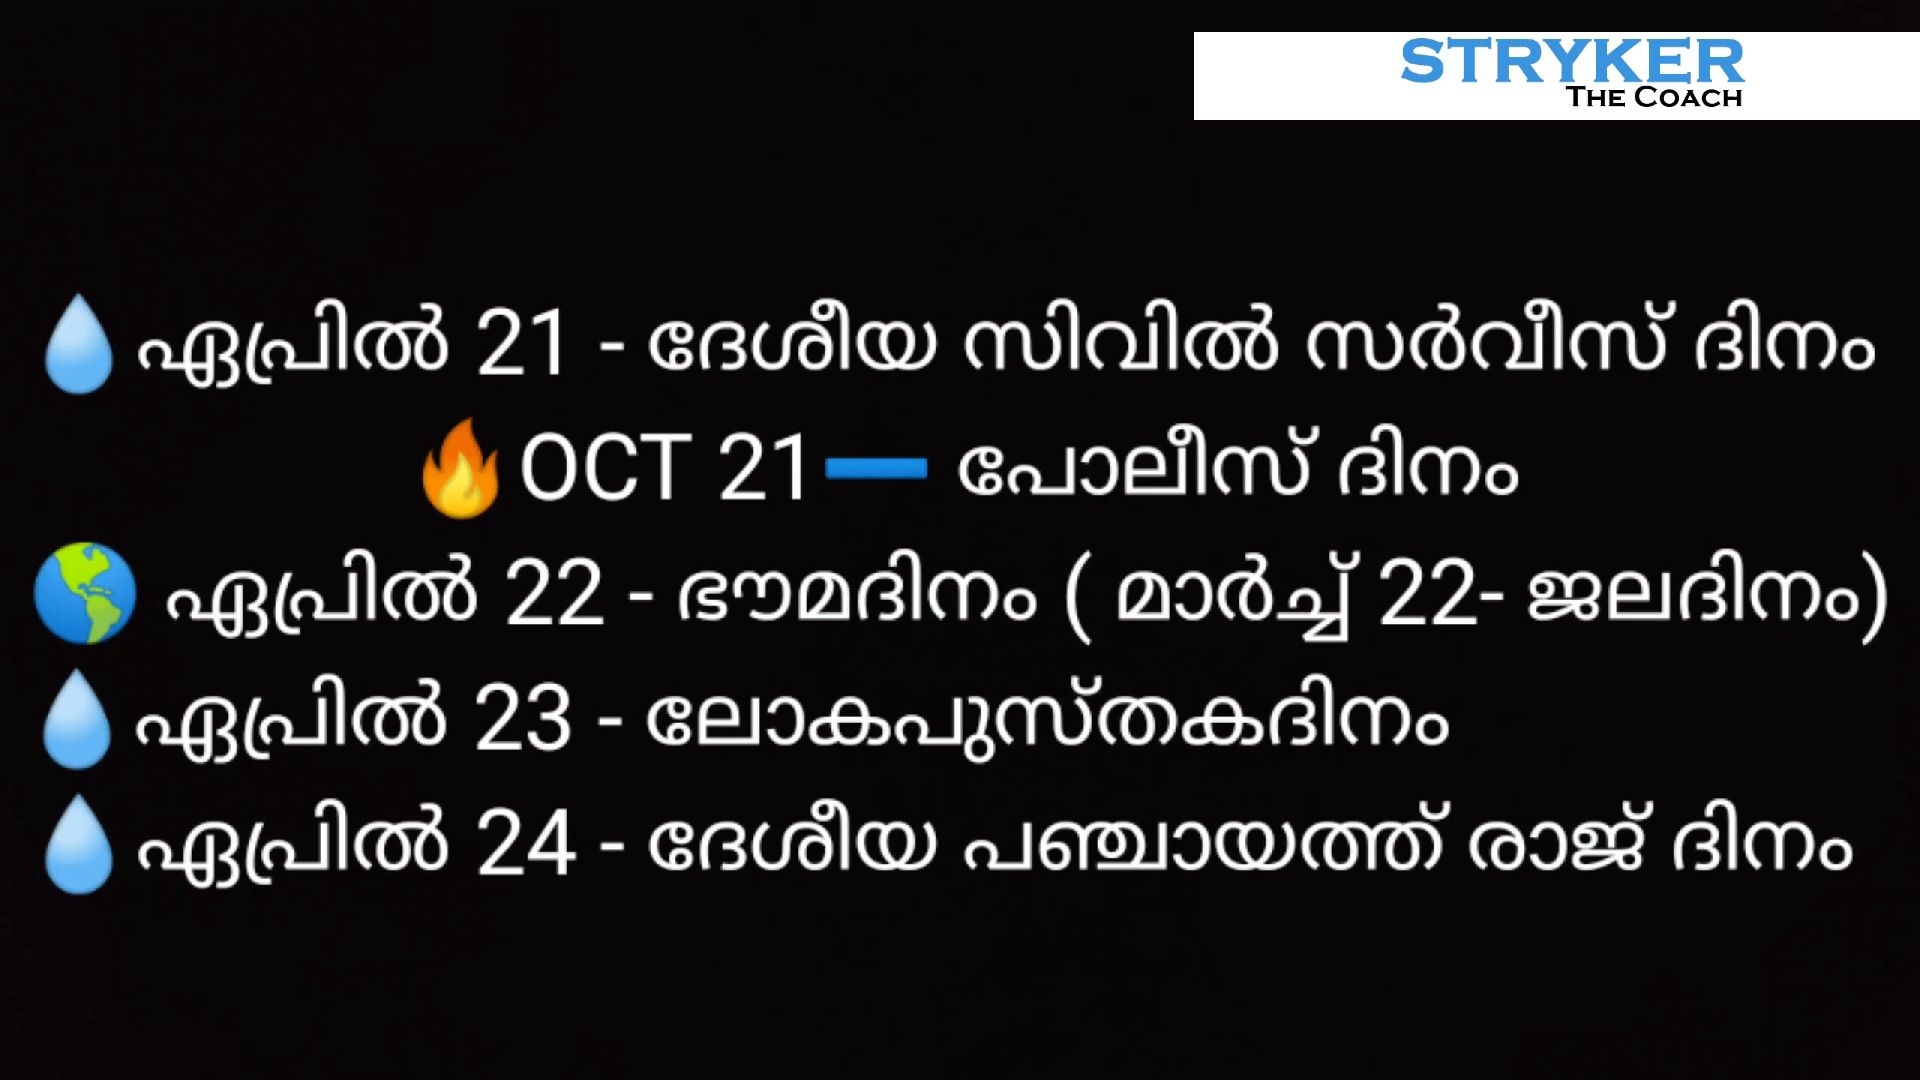 STRYKER
THE COACH
💧ഏപ്രിൽ 21 - ദേശീയ സിവിൽ സർവീസ് ദിനം
🔥OCT 21➖ പോലീസ് ദിനം
🌎 ഏപ്രിൽ 22 - ഭൗമദിനം ( മാർച്ച് 22- ജലദിനം)
💧ഏപ്രിൽ 23 - ലോകപുസ്തകദിനം
💧ഏപ്രിൽ 24 - ദേശീയ പഞ്ചായത്ത് രാജ് ദിനം